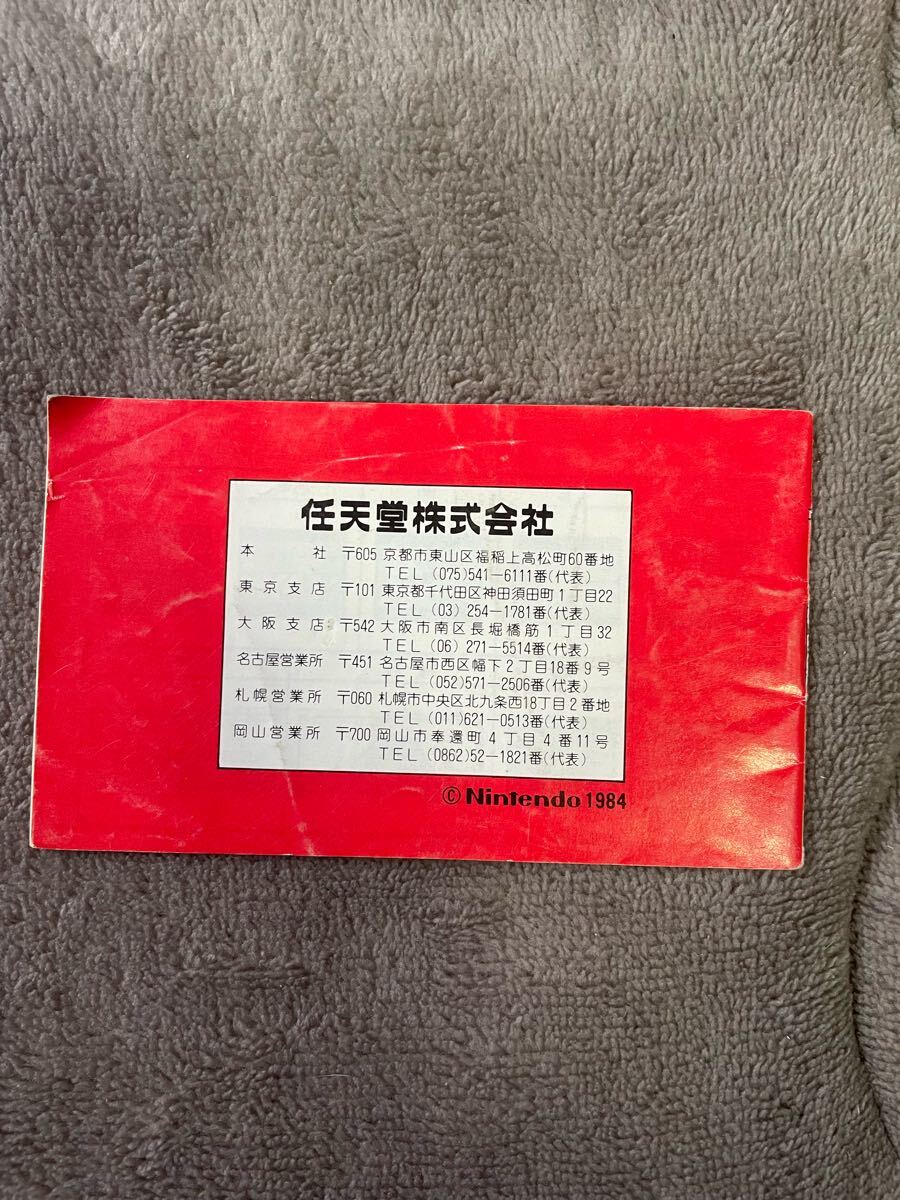 任天堂株式会社
本社 〒605 京都市東山区福稲上高松町60番地
TEL (075)541-6111番(代表)
東京支店 〒101 東京都千代田区神田須田町1丁目22
TEL (03) 254-1781番(代表)
大阪支店 〒542 大阪市南区長堀橋筋1丁目32
TEL (06) 271-5514番(代表)
名古屋営業所 〒451 名古屋市西区幅下2丁目18番9号
TEL (052)571-2506番(代表)
札幌営業所 〒060 札幌市中央区北九条西18丁目2番地
TEL (011)621-0513番(代表)
岡山営業所 〒700 岡山市奉還町4丁目4番11号
TEL (0862)52-1821番(代表)
©Nintendo 1984